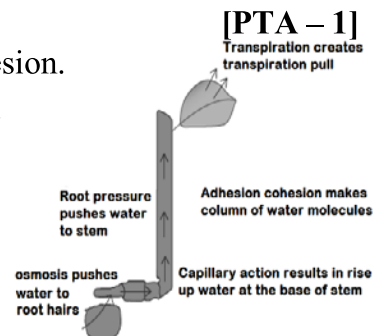 [PTA – 1]
Transpiration creates
transpiration pull
esion.
Root pressure
pushes water
to stem
Adhesion cohesion makes
column of water molecules
osmosis pushes
water to
root hairs
Capillary action results in rise
up water at the base of stem